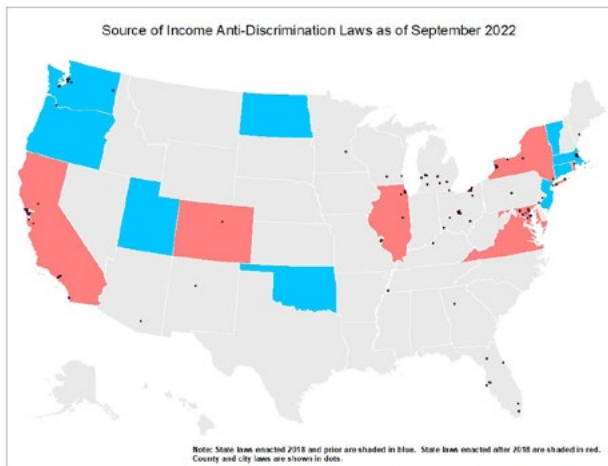 Source of Income Anti-Discrimination Laws as of September 2022
Note: State laws enacted 2018 and prior are shaded in blue. State laws enacted after 2018 are shaded in red.
County and city laws are shown in dots.